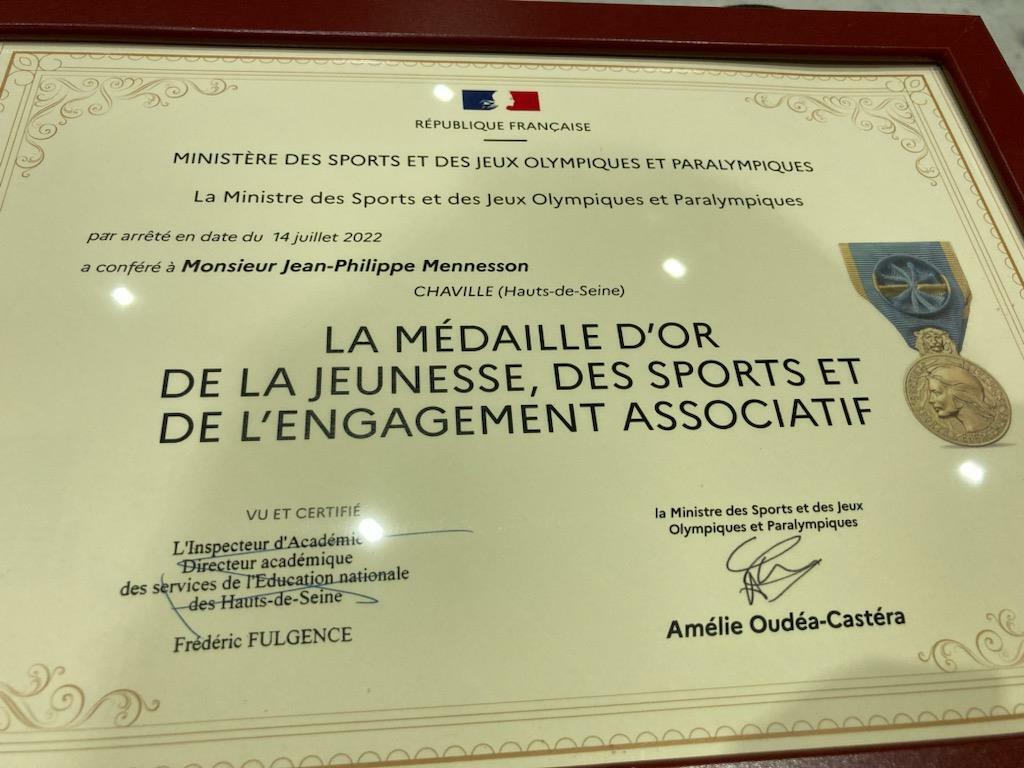 RÉPUBLIQUE FRANÇAISE
MINISTÈRE DES SPORTS ET DES JEUX OLYMPIQUES ET PARALYMPIQUES
La Ministre des Sports et des Jeux Olympiques et Paralympiques
par arrêté en date du 14 juillet 2022
a conféré à Monsieur Jean-Philippe Mennesson
CHAVILLE (Hauts-de-Seine)
LA MÉDAILLE D'OR
DE LA JEUNESSE, DES SPORTS ET
DE L'ENGAGEMENT ASSOCIATIF
VU ET CERTIFIÉ
L'Inspecteur d'Académie
Directeur académique
des services de l'Education nationale
des Hauts-de-Seine
Frédéric FULGENCE
la Ministre des Sports et des Jeux
Olympiques et Paralympiques
Amélie Oudéa-Castéra